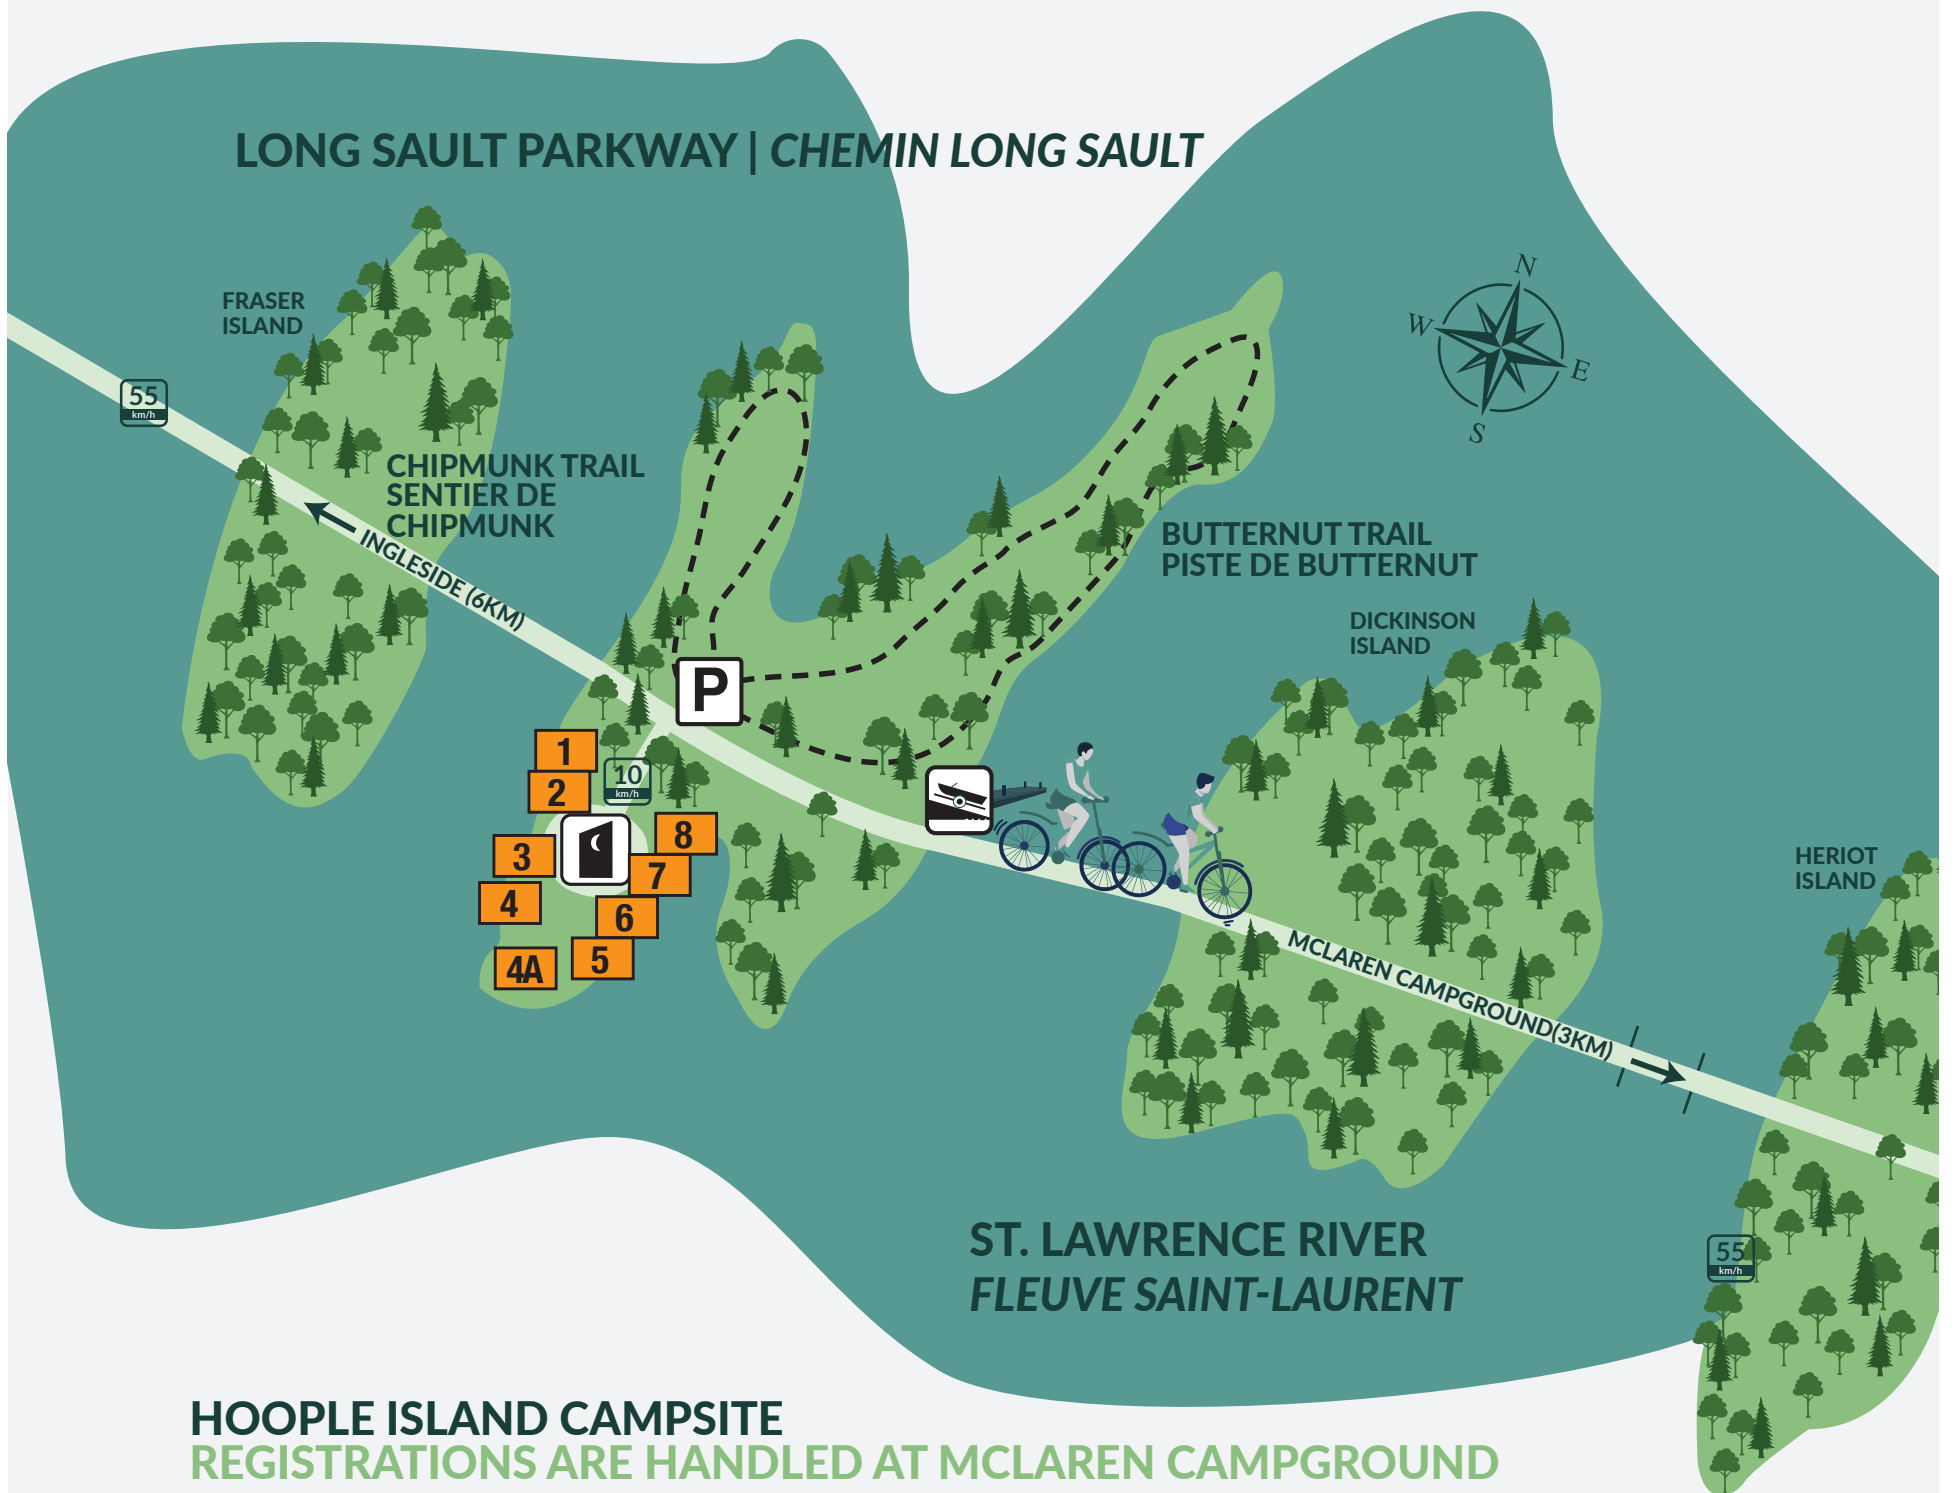 LONG SAULT PARKWAY | CHEMIN LONG SAULT
N
W
E
S
FRASER
ISLAND
55
km/h
CHIPMUNK TRAIL
SENTIER DE
CHIPMUNK
INGLESIDE (6KM)
BUTTERNUT TRAIL
PISTE DE BUTTERNUT
DICKINSON
ISLAND
P
1
2
10
km/h
3
4
4A
5
6
7
8
HERIOT
ISLAND
MCLAREN CAMPGROUND(3KM)
55
km/h
ST. LAWRENCE RIVER
FLEUVE SAINT-LAURENT
HOOPLE ISLAND CAMPSITE
REGISTRATIONS ARE HANDLED AT MCLAREN CAMPGROUND